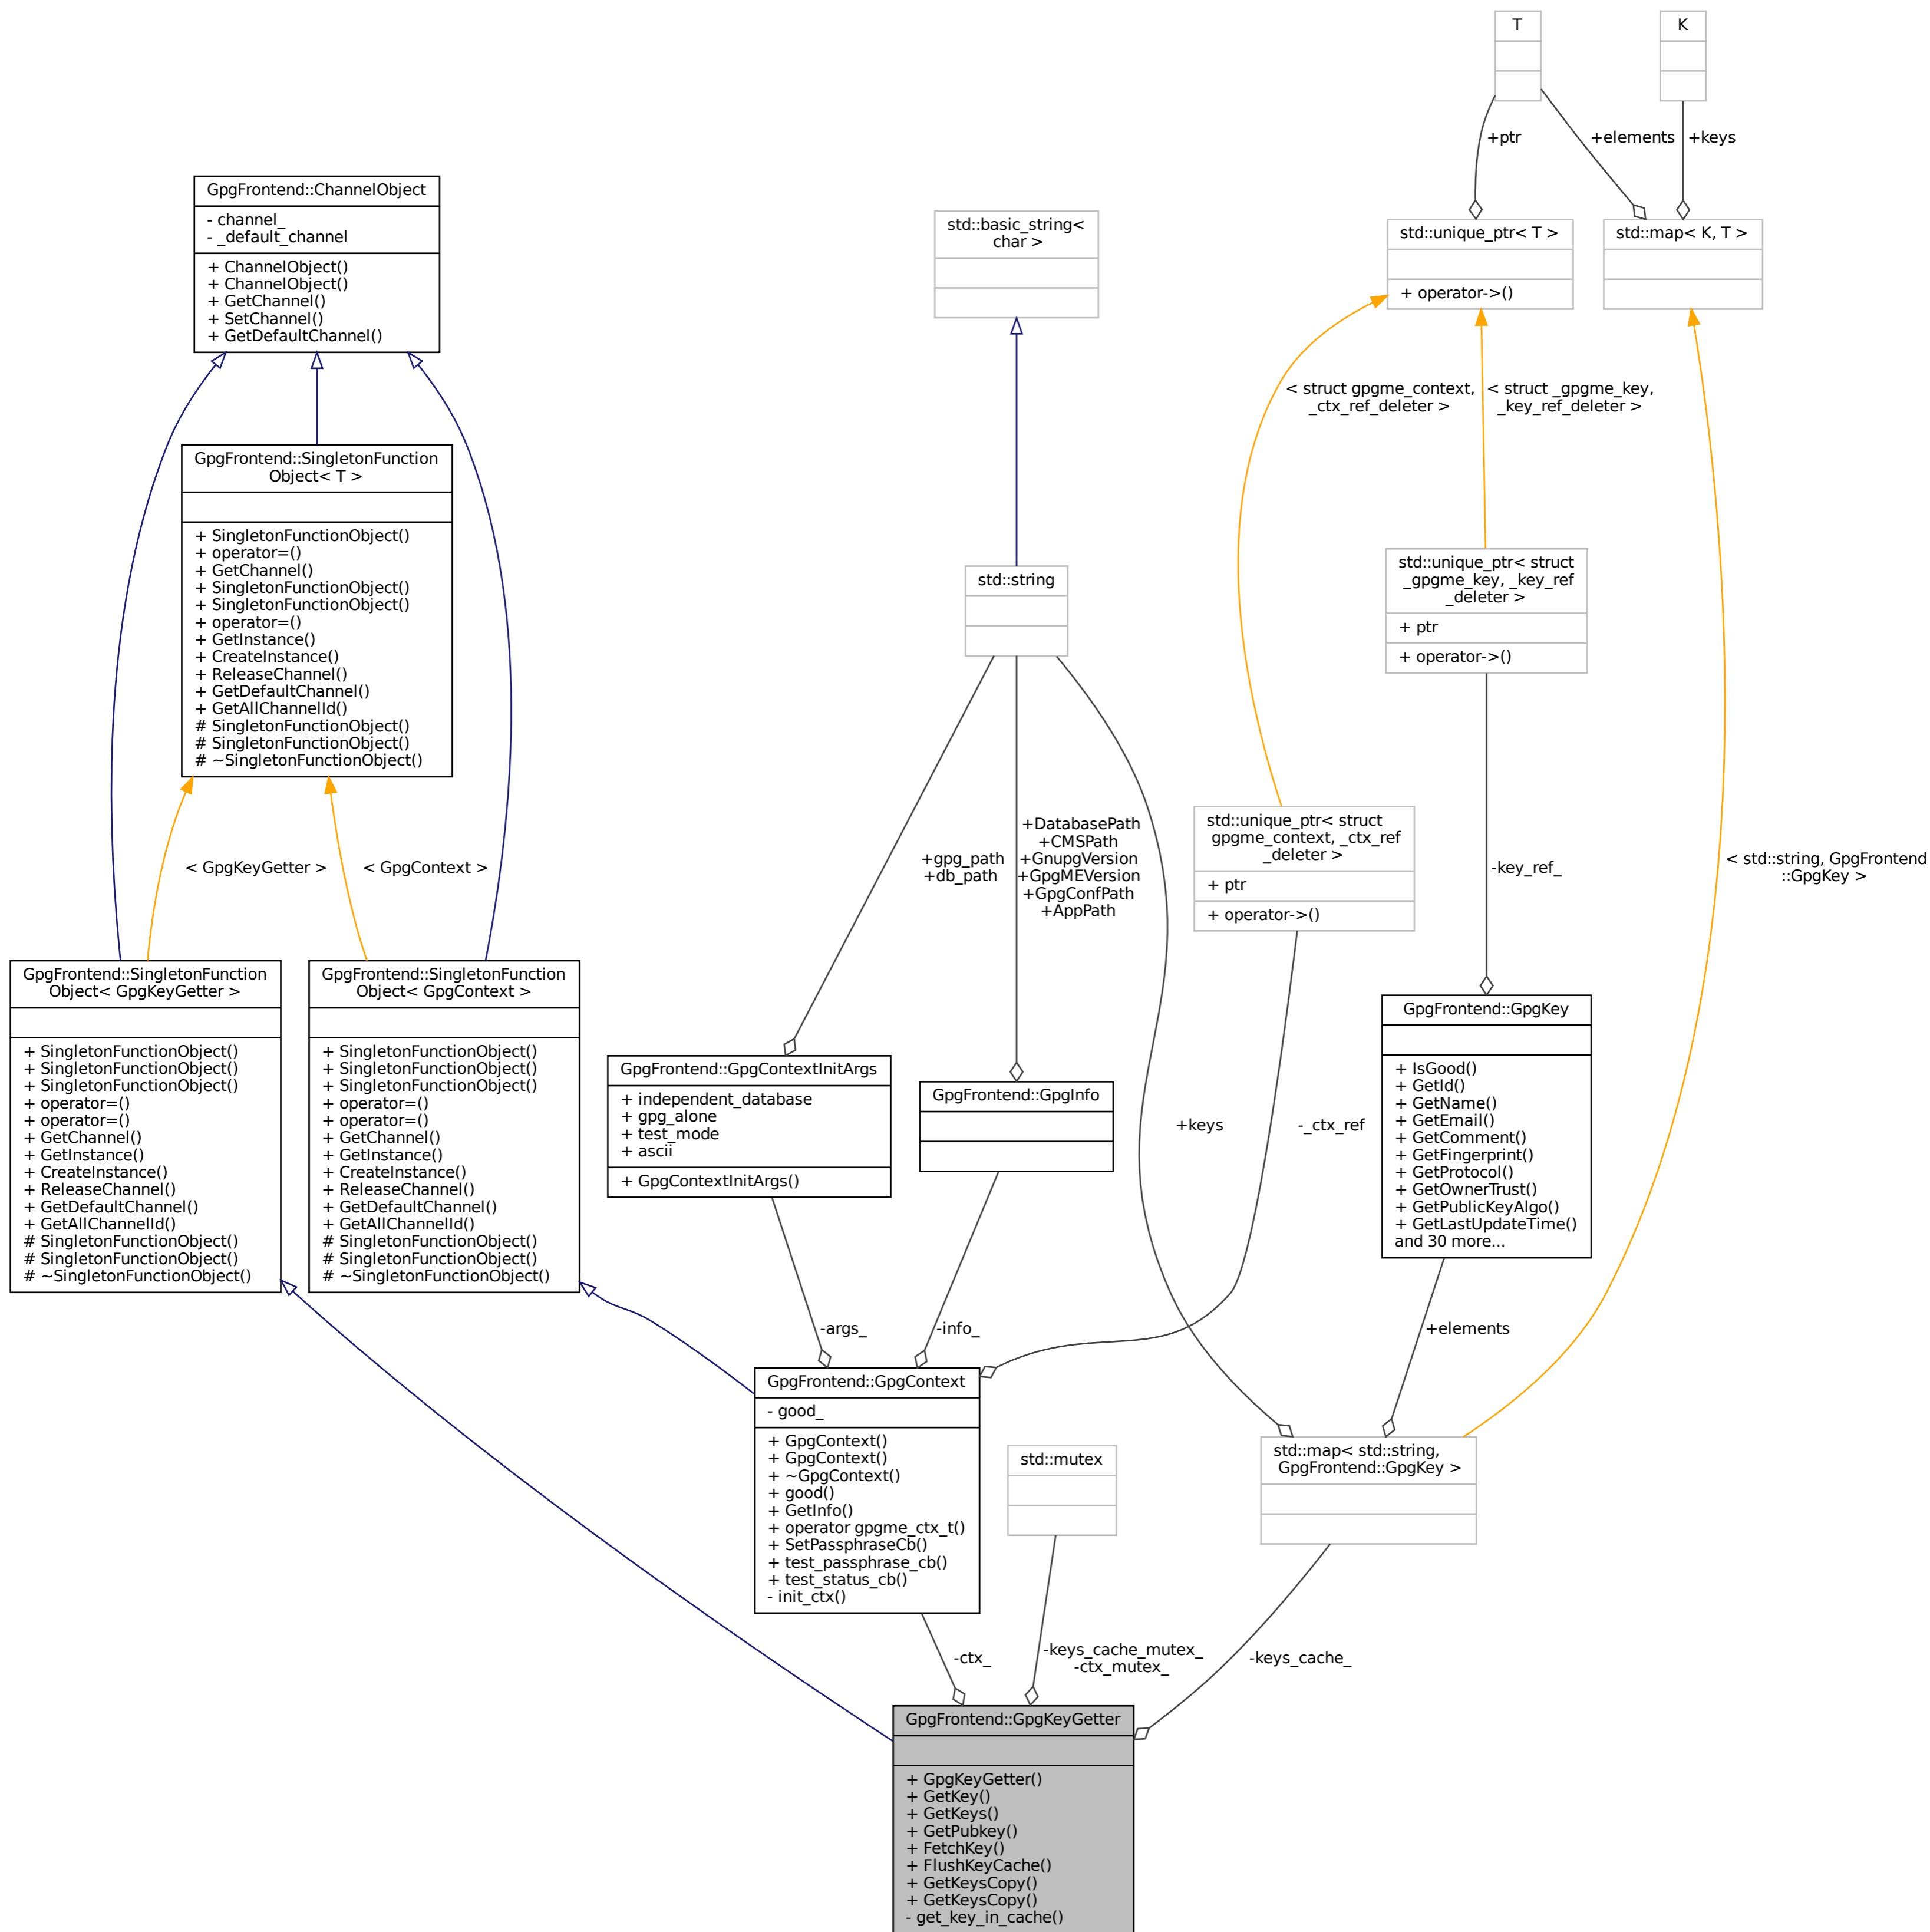 T
K
+ptr
+elements
+keys
GpgFrontend::ChannelObject
- channel_
- _default_channel
+ ChannelObject()
+ ChannelObject()
+ GetChannel()
+ SetChannel()
+ GetDefaultChannel()
std::basic_string<
char >
std::unique_ptr< T >
+ operator->()
std::map< K, T >
< struct gpgme_context,
_ctx_ref_deleter >
< struct _gpgme_key,
_key_ref_deleter >
GpgFrontend::SingletonFunction
Object< T >
+ SingletonFunctionObject()
+ operator=()
+ GetChannel()
+ SingletonFunctionObject()
+ SingletonFunctionObject()
+ operator=()
+ GetInstance()
+ CreateInstance()
+ ReleaseChannel()
+ GetDefaultChannel()
+ GetAllChannelId()
# SingletonFunctionObject()
# SingletonFunctionObject()
# ~SingletonFunctionObject()
std::string
std::unique_ptr< struct
_gpgme_key, _key_ref
_deleter >
+ ptr
+ operator->()
< GpgKeyGetter >
< GpgContext >
+gpg_path
+db_path
+DatabasePath
+CMSPath
+GnupgVersion
+GpgMEVersion
+GpgConfPath
+AppPath
std::unique_ptr< struct
gpgme_context, _ctx_ref
_deleter >
+ ptr
+ operator->()
-key_ref_
< std::string, GpgFrontend
::GpgKey >
GpgFrontend::SingletonFunction
Object< GpgKeyGetter >
+ SingletonFunctionObject()
+ SingletonFunctionObject()
+ SingletonFunctionObject()
+ operator=()
+ operator=()
+ GetChannel()
+ GetInstance()
+ CreateInstance()
+ ReleaseChannel()
+ GetDefaultChannel()
+ GetAllChannelId()
# SingletonFunctionObject()
# SingletonFunctionObject()
# ~SingletonFunctionObject()
GpgFrontend::SingletonFunction
Object< GpgContext >
+ SingletonFunctionObject()
+ SingletonFunctionObject()
+ SingletonFunctionObject()
+ operator=()
+ operator=()
+ GetChannel()
+ GetInstance()
+ CreateInstance()
+ ReleaseChannel()
+ GetDefaultChannel()
+ GetAllChannelId()
# SingletonFunctionObject()
# SingletonFunctionObject()
# ~SingletonFunctionObject()
GpgFrontend::GpgContextInitArgs
+ independent_database
+ gpg_alone
+ test_mode
+ ascii
+ GpgContextInitArgs()
GpgFrontend::GpgInfo
+keys
-_ctx_ref
GpgFrontend::GpgKey
+ IsGood()
+ GetId()
+ GetName()
+ GetEmail()
+ GetComment()
+ GetFingerprint()
+ GetProtocol()
+ GetOwnerTrust()
+ GetPublicKeyAlgo()
+ GetLastUpdateTime()
and 30 more...
-args_
-info_
+elements
GpgFrontend::GpgContext
- good_
+ GpgContext()
+ GpgContext()
+ ~GpgContext()
+ good()
+ GetInfo()
+ operator gpgme_ctx_t()
+ SetPassphraseCb()
+ test_passphrase_cb()
+ test_status_cb()
- init_ctx()
std::mutex
std::map< std::string,
GpgFrontend::GpgKey >
-ctx_
-keys_cache_mutex_
-ctx_mutex_
-keys_cache_
GpgFrontend::GpgKeyGetter
+ GpgKeyGetter()
+ GetKey()
+ GetKeys()
+ GetPubkey()
+ FetchKey()
+ FlushKeyCache()
+ GetKeysCopy()
+ GetKeysCopy()
- get_key_in_cache()